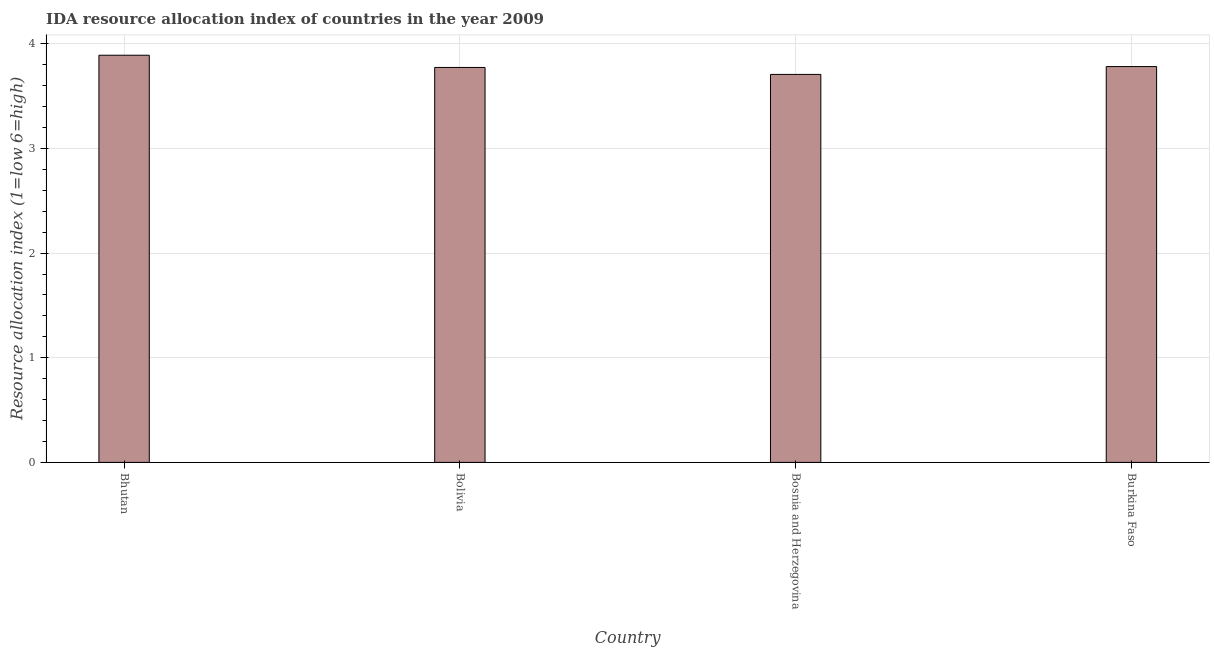 IDA resource allocation index of countries in the year 2009
Resource allocation index (1=low 6=high)
4
3
2
1
0
Bhutan
Bolivia
Bosnia and Herzegovina
Burkina Faso
Country